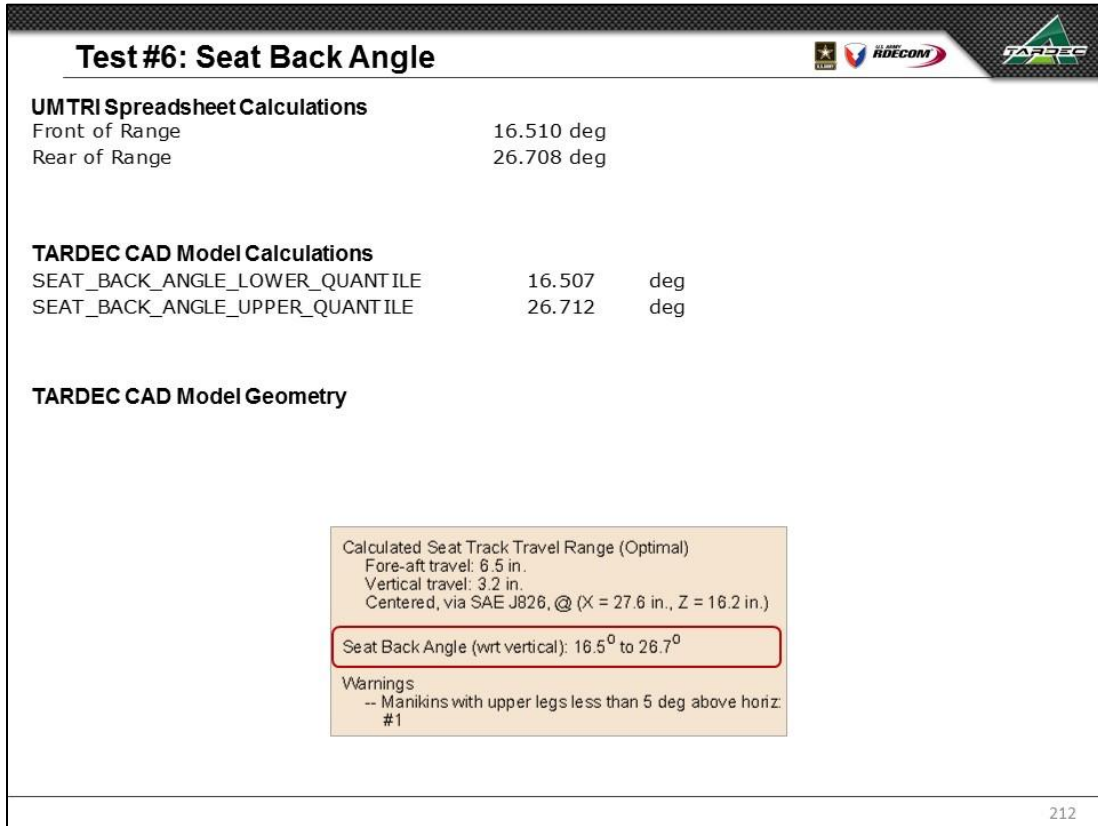 Test #6: Seat Back Angle
U.S. ARMY
U.S. ARMY RDECOM
TARDEC
UMTRI Spreadsheet Calculations
Front of Range 16.510 deg
Rear of Range 26.708 deg
TARDEC CAD Model Calculations
SEAT_BACK_ANGLE_LOWER_QUANTILE 16.507 deg
SEAT_BACK_ANGLE_UPPER_QUANTILE 26.712 deg
TARDEC CAD Model Geometry
Calculated Seat Track Travel Range (Optimal)
Fore-aft travel: 6.5 in.
Vertical travel: 3.2 in.
Centered, via SAE J826, @ (X = 27.6 in., Z = 16.2 in.)
Seat Back Angle (wrt vertical): 16.5⁰ to 26.7⁰
Warnings
-- Manikins with upper legs less than 5 deg above horiz:
#1
212